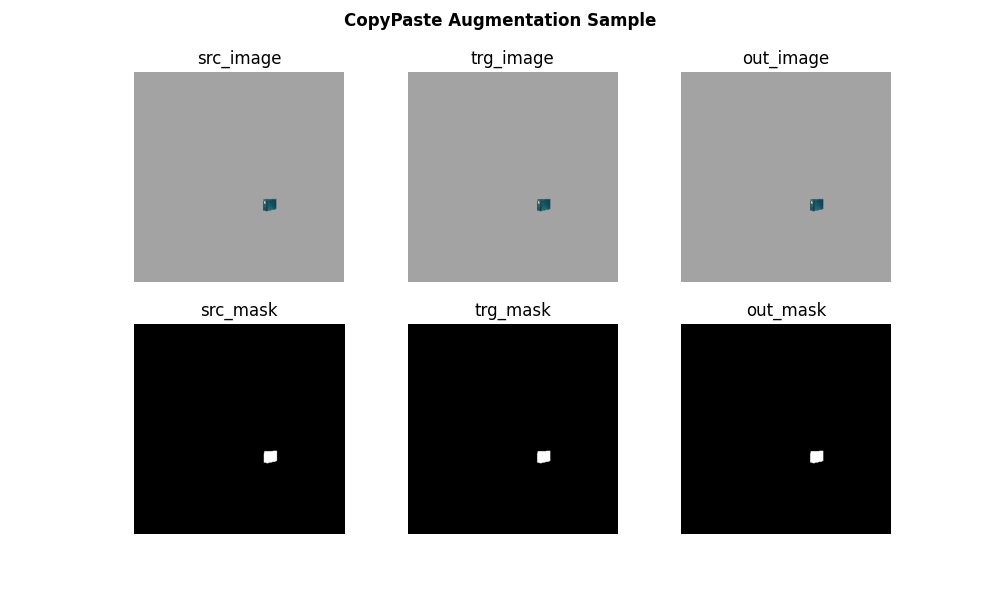 CopyPaste Augmentation Sample
src_image
trg_image
out_image
src_mask
trg_mask
out_mask